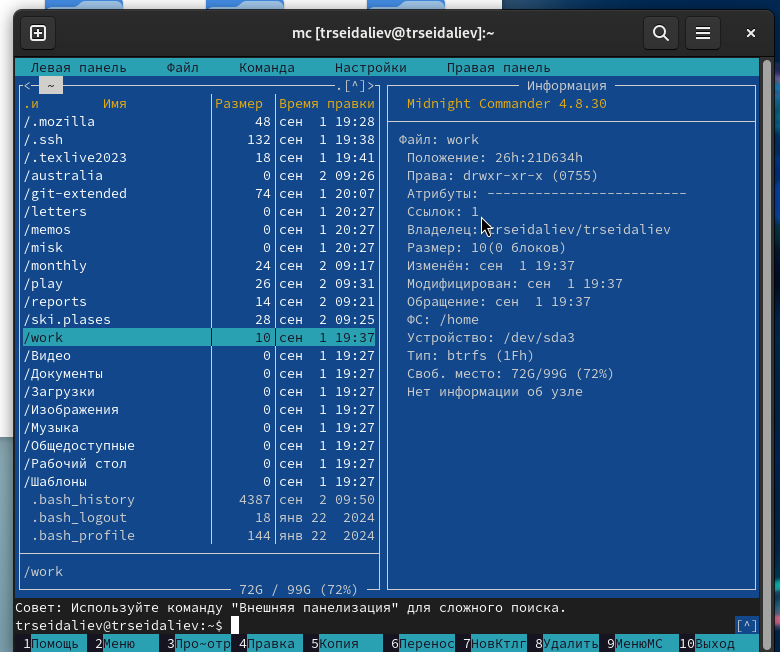 mc [trseidaliev@trseidaliev]:~
Левая панель Файл Команда Настройки Правая панель
<─ ~ .[^]>
.и Имя Размер Время правки
/.mozilla 48 сен 1 19:28
/.ssh 132 сен 1 19:38
/.texlive2023 18 сен 1 19:41
/australia 0 сен 2 09:26
/git-extended 74 сен 1 20:07
/letters 0 сен 1 20:27
/memos 0 сен 1 20:27
/misk 0 сен 1 20:27
/monthly 24 сен 2 09:17
/play 26 сен 2 09:31
/reports 14 сен 2 09:21
/ski.plases 28 сен 2 09:25
/work 10 сен 1 19:37
/Видео 0 сен 1 19:27
/Документы 0 сен 1 19:27
/Загрузки 0 сен 1 19:27
/Изображения 0 сен 1 19:27
/Музыка 0 сен 1 19:27
/Общедоступные 0 сен 1 19:27
/Рабочий стол 0 сен 1 19:27
/Шаблоны 0 сен 1 19:27
.bash_history 4387 сен 2 09:50
.bash_logout 18 янв 22 2024
.bash_profile 144 янв 22 2024
/work
72G / 99G (72%)
Информация
Midnight Commander 4.8.30
Файл: work
Положение: 26h:21D634h
Права: drwxr-xr-x (0755)
Атрибуты: -------------------------
Ссылок: 1
Владелец: trseidaliev/trseidaliev
Размер: 10(0 блоков)
Изменён: сен 1 19:37
Модифицирован: сен 1 19:37
Обращение: сен 1 19:37
ФС: /home
Устройство: /dev/sda3
Тип: btrfs (1Fh)
Своб. место: 72G/99G (72%)
Нет информации об узле
Совет: Используйте команду "Внешняя панелизация" для сложного поиска.
trseidaliev@trseidaliev:~$ [^]
1Помощь 2Меню 3Про~отр 4Правка 5Копия 6Перенос 7НовКтлг 8Удалить 9МенюМС 10Выход